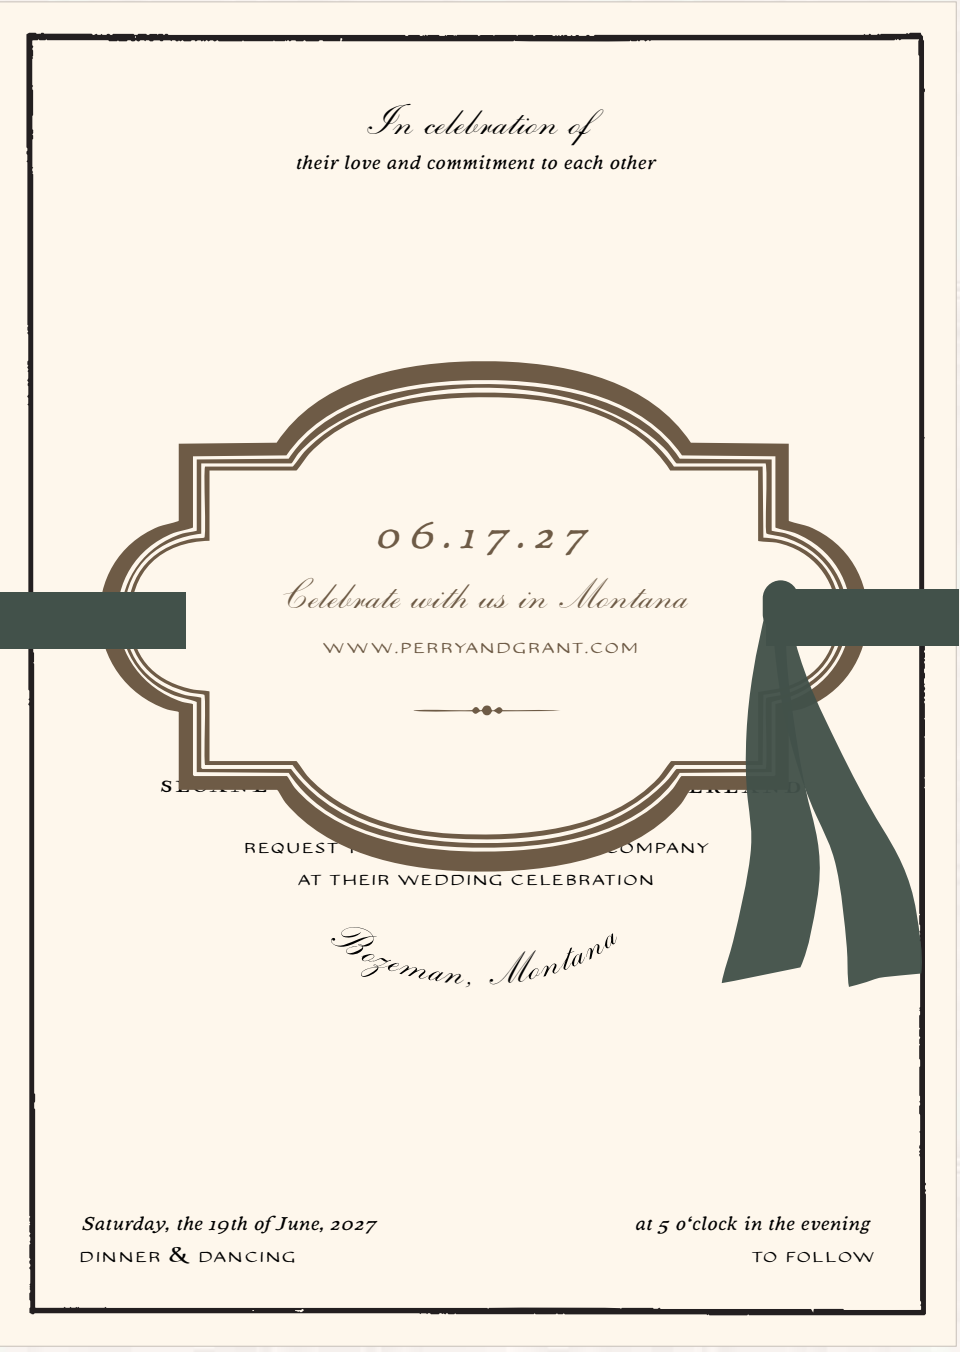 In celebration of
their love and commitment to each other
06.17.27
Celebrate with us in Montana
WWW.PERRYANDGRANT.COM
REQUEST COMPANY
AT THEIR WEDDING CELEBRATION
Bozeman, Montana
Saturday, the 19th of June, 2027
at 5 o‘clock in the evening
DINNER & DANCING
TO FOLLOW